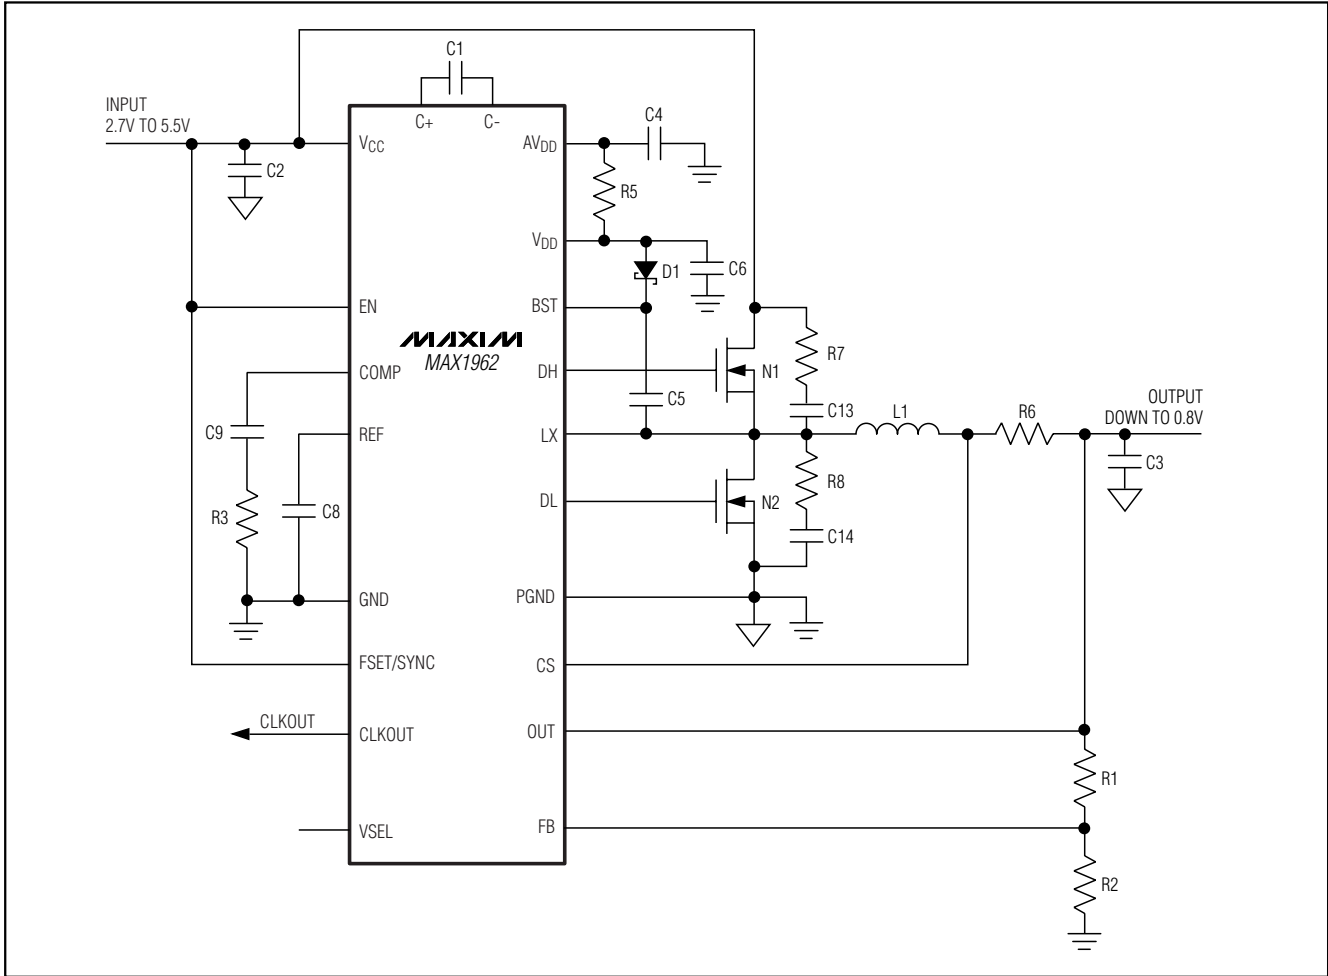 C1
INPUT
2.7V TO 5.5V
C+
C-
VCC
AVDD
C4
C2
R5
VDD
D1
C6
EN
BST
MAXIM
MAX1962
COMP
DH
N1
R7
C9
REF
C5
LX
C13
L1
R6
OUTPUT
DOWN TO 0.8V
C3
R3
C8
DL
N2
R8
C14
GND
PGND
FSET/SYNC
CS
CLKOUT
CLKOUT
OUT
R1
VSEL
FB
R2